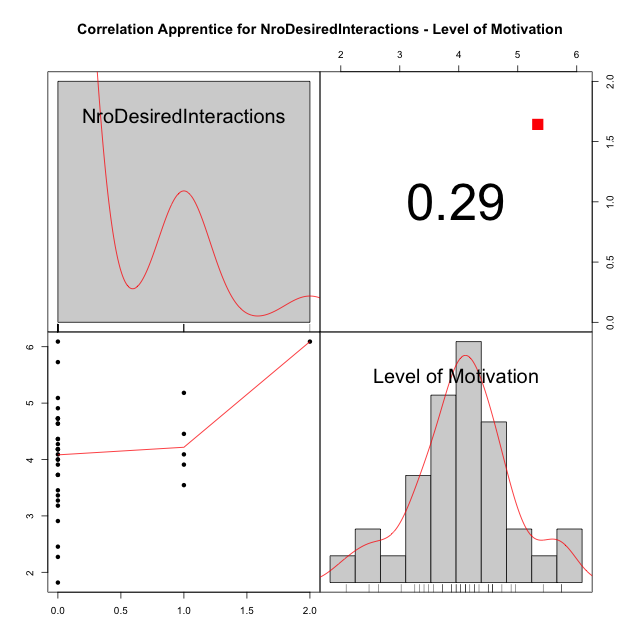 Correlation Apprentice for NroDesiredInteractions - Level of Motivation
2 3 4 5 6
NroDesiredInteractions
0.29
0.0 0.5 1.0 1.5 2.0
2 3 4 5 6
Level of Motivation
0.0 0.5 1.0 1.5 2.0